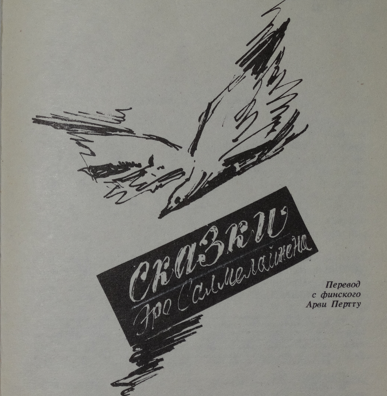 Сказки
Эро Салмелайнена
Перевод
с финского
Арви Пертту